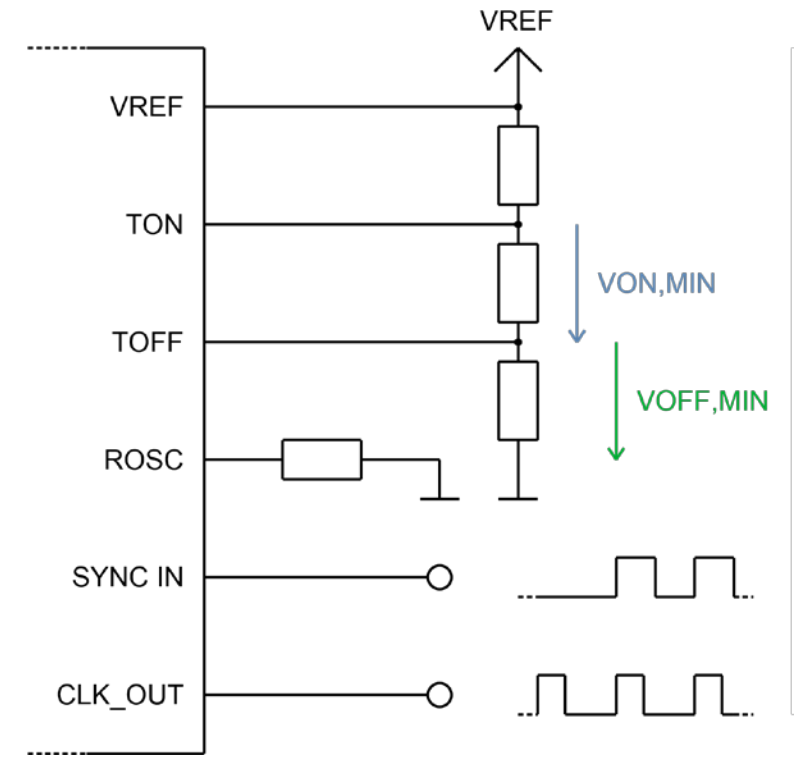 VREF
VREF
TON
VON,MIN
TOFF
VOFF,MIN
ROSC
SYNC IN
CLK_OUT